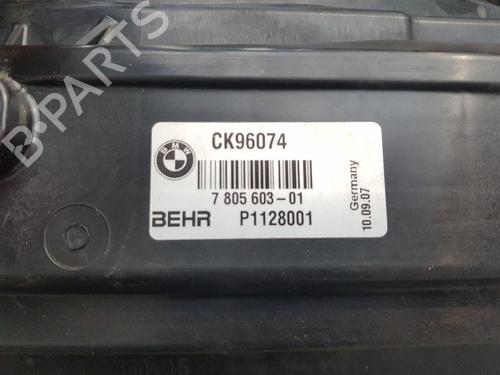 BMW
CK96074
7 805 603-01
BEHR P1128001
Germany
10.09.07
B-PARTS